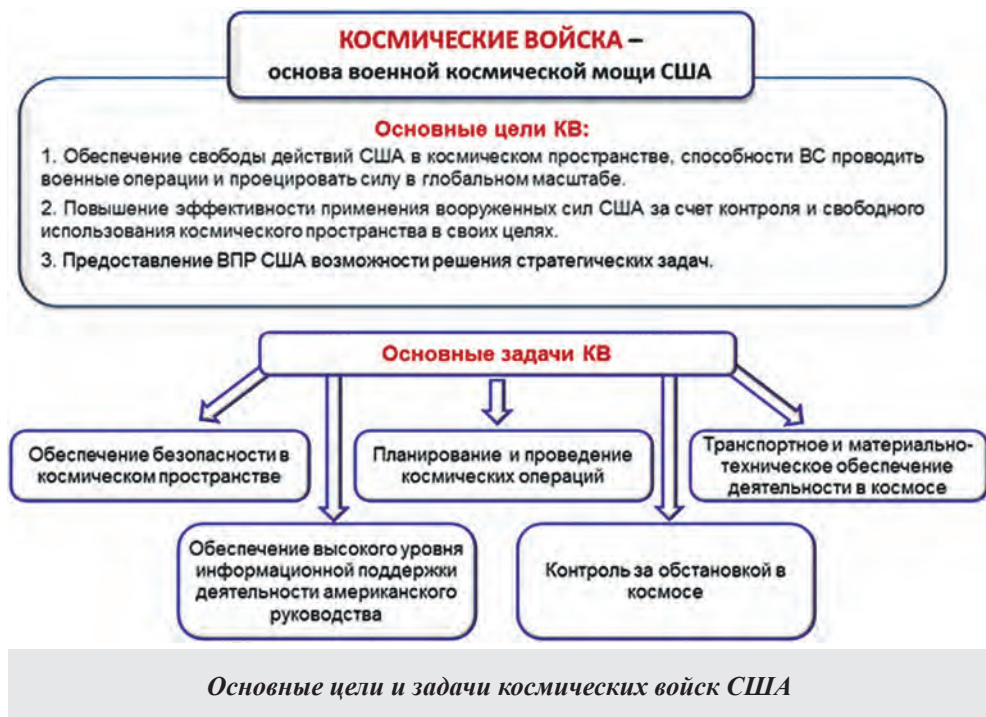 КОСМИЧЕСКИЕ ВОЙСКА –
основа военной космической мощи США
Основные цели КВ:
1. Обеспечение свободы действий США в космическом пространстве, способности ВС проводить
военные операции и проецировать силу в глобальном масштабе.
2. Повышение эффективности применения вооруженных сил США за счет контроля и свободного
использования космического пространства в своих целях.
3. Предоставление ВПР США возможности решения стратегических задач.
Основные задачи КВ
Обеспечение безопасности в
космическом пространстве
Планирование и проведение
космических операций
Транспортное и материально-
техническое обеспечение
деятельности в космосе
Обеспечение высокого уровня
информационной поддержки
деятельности американского
руководства
Контроль за обстановкой в
космосе
Основные цели и задачи космических войск США